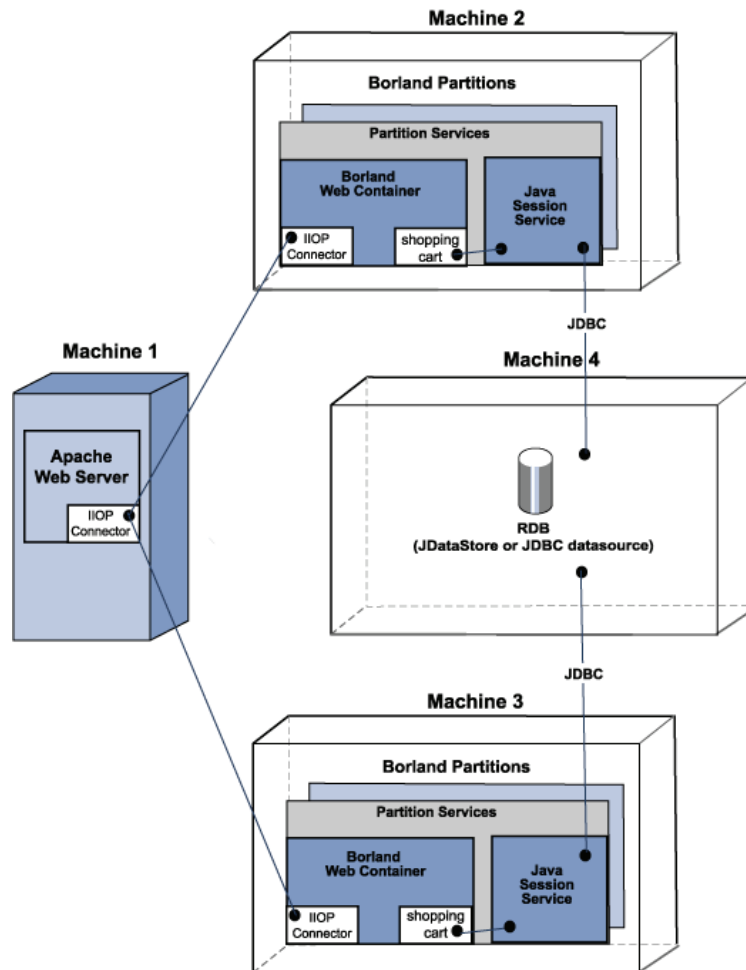 Machine 2
Borland Partitions
Partition Services
Borland
Web Container
Java
Session
Service
IIOP
Connector
shopping
cart
JDBC
Machine 1
Apache
Web Server
IIOP
Connector
Machine 4
RDB
(JDataStore or JDBC datasource)
JDBC
Machine 3
Borland Partitions
Partition Services
Borland
Web Container
Java
Session
Service
IIOP
Connector
shopping
cart